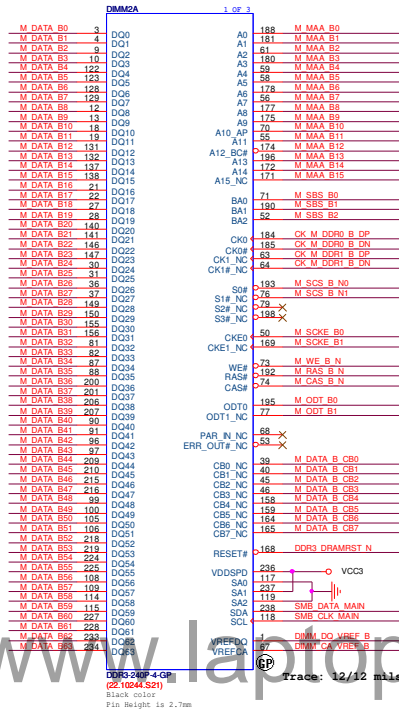 DIMM2A 1 OF 3
M_DATA_B0 3 DQ0
M_DATA_B1 4 DQ1
M_DATA_B2 9 DQ2
M_DATA_B3 10 DQ3
M_DATA_B4 122 DQ4
M_DATA_B5 123 DQ5
M_DATA_B6 128 DQ6
M_DATA_B7 129 DQ7
M_DATA_B8 12 DQ8
M_DATA_B9 13 DQ9
M_DATA_B10 18 DQ10
M_DATA_B11 19 DQ11
M_DATA_B12 131 DQ12
M_DATA_B13 132 DQ13
M_DATA_B14 137 DQ14
M_DATA_B15 138 DQ15
M_DATA_B16 21 DQ16
M_DATA_B17 22 DQ17
M_DATA_B18 27 DQ18
M_DATA_B19 28 DQ19
M_DATA_B20 140 DQ20
M_DATA_B21 141 DQ21
M_DATA_B22 146 DQ22
M_DATA_B23 147 DQ23
M_DATA_B24 30 DQ24
M_DATA_B25 31 DQ25
M_DATA_B26 36 DQ26
M_DATA_B27 37 DQ27
M_DATA_B28 149 DQ28
M_DATA_B29 150 DQ29
M_DATA_B30 155 DQ30
M_DATA_B31 156 DQ31
M_DATA_B32 81 DQ32
M_DATA_B33 82 DQ33
M_DATA_B34 87 DQ34
M_DATA_B35 88 DQ35
M_DATA_B36 200 DQ36
M_DATA_B37 201 DQ37
M_DATA_B38 206 DQ38
M_DATA_B39 207 DQ39
M_DATA_B40 90 DQ40
M_DATA_B41 91 DQ41
M_DATA_B42 96 DQ42
M_DATA_B43 97 DQ43
M_DATA_B44 209 DQ44
M_DATA_B45 210 DQ45
M_DATA_B46 215 DQ46
M_DATA_B47 216 DQ47
M_DATA_B48 99 DQ48
M_DATA_B49 100 DQ49
M_DATA_B50 105 DQ50
M_DATA_B51 106 DQ51
M_DATA_B52 218 DQ52
M_DATA_B53 219 DQ53
M_DATA_B54 224 DQ54
M_DATA_B55 225 DQ55
M_DATA_B56 108 DQ56
M_DATA_B57 109 DQ57
M_DATA_B58 114 DQ58
M_DATA_B59 115 DQ59
M_DATA_B60 227 DQ60
M_DATA_B61 228 DQ61
M_DATA_B62 233 DQ62
M_DATA_B63 234 DQ63
A0 188 M_MAA_B0
A1 181 M_MAA_B1
A2 61 M_MAA_B2
A3 180 M_MAA_B3
A4 59 M_MAA_B4
A5 58 M_MAA_B5
A6 178 M_MAA_B6
A7 56 M_MAA_B7
A8 177 M_MAA_B8
A9 175 M_MAA_B9
A10_AP 70 M_MAA_B10
A11 55 M_MAA_B11
A12_BC# 174 M_MAA_B12
A13 196 M_MAA_B13
A14 172 M_MAA_B14
A15_NC 171 M_MAA_B15
BA0 71 M_SBS_B0
BA1 190 M_SBS_B1
BA2 52 M_SBS_B2
CK0 184 CK_M_DDR0_B_DP
CK0# 185 CK_M_DDR0_B_DN
CK1_NC 63 CK_M_DDR1_B_DP
CK1#_NC 64 CK_M_DDR1_B_DN
S0# 193 M_SCS_B_N0
S1#_NC 76 M_SCS_B_N1
S2#_NC 79
S3#_NC 198
CKE0 50 M_SCKE_B0
CKE1_NC 169 M_SCKE_B1
WE# 73 M_WE_B_N
RAS# 192 M_RAS_B_N
CAS# 74 M_CAS_B_N
ODT0 195 M_ODT_B0
ODT1_NC 77 M_ODT_B1
PAR_IN_NC 68
ERR_OUT#_NC 53
CB0_NC 39 M_DATA_B_CB0
CB1_NC 40 M_DATA_B_CB1
CB2_NC 45 M_DATA_B_CB2
CB3_NC 46 M_DATA_B_CB3
CB4_NC 158 M_DATA_B_CB4
CB5_NC 159 M_DATA_B_CB5
CB6_NC 164 M_DATA_B_CB6
CB7_NC 165 M_DATA_B_CB7
RESET# 168 DDR3_DRAMRST_N
VDDSPD 236 VCC3
SA0 117
SA1 237
SA2 119
SDA 238 SMB_DATA_MAIN
SCL 118 SMB_CLK_MAIN
VREFDQ 1 DIMM_DQ_VREF_B
VREFCA 67 DIMM_CA_VREF_B
GP
DDR3-240P-4-GP
(22.10244.S21)
Black color
Pin Height is 2.7mm
Trace: 12/12 mils
www.laptop